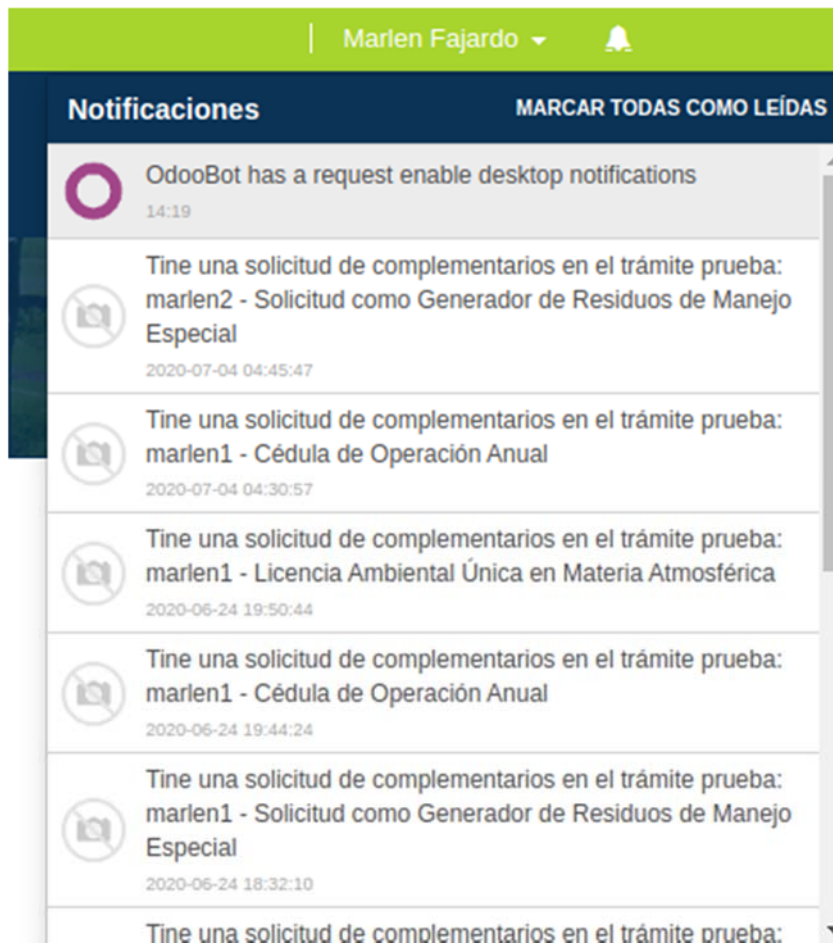 Marlen Fajardo
Notificaciones
MARCAR TODAS COMO LEÍDAS
OdooBot has a request enable desktop notifications
14:19
Tine una solicitud de complementarios en el trámite prueba:
marlen2 - Solicitud como Generador de Residuos de Manejo
Especial
2020-07-04 04:45:47
Tine una solicitud de complementarios en el trámite prueba:
marlen1 - Cédula de Operación Anual
2020-07-04 04:30:57
Tine una solicitud de complementarios en el trámite prueba:
marlen1 - Licencia Ambiental Única en Materia Atmosférica
2020-06-24 19:50:44
Tine una solicitud de complementarios en el trámite prueba:
marlen1 - Cédula de Operación Anual
2020-06-24 19:44:24
Tine una solicitud de complementarios en el trámite prueba:
marlen1 - Solicitud como Generador de Residuos de Manejo
Especial
2020-06-24 18:32:10
Tine una solicitud de complementarios en el trámite prueba: